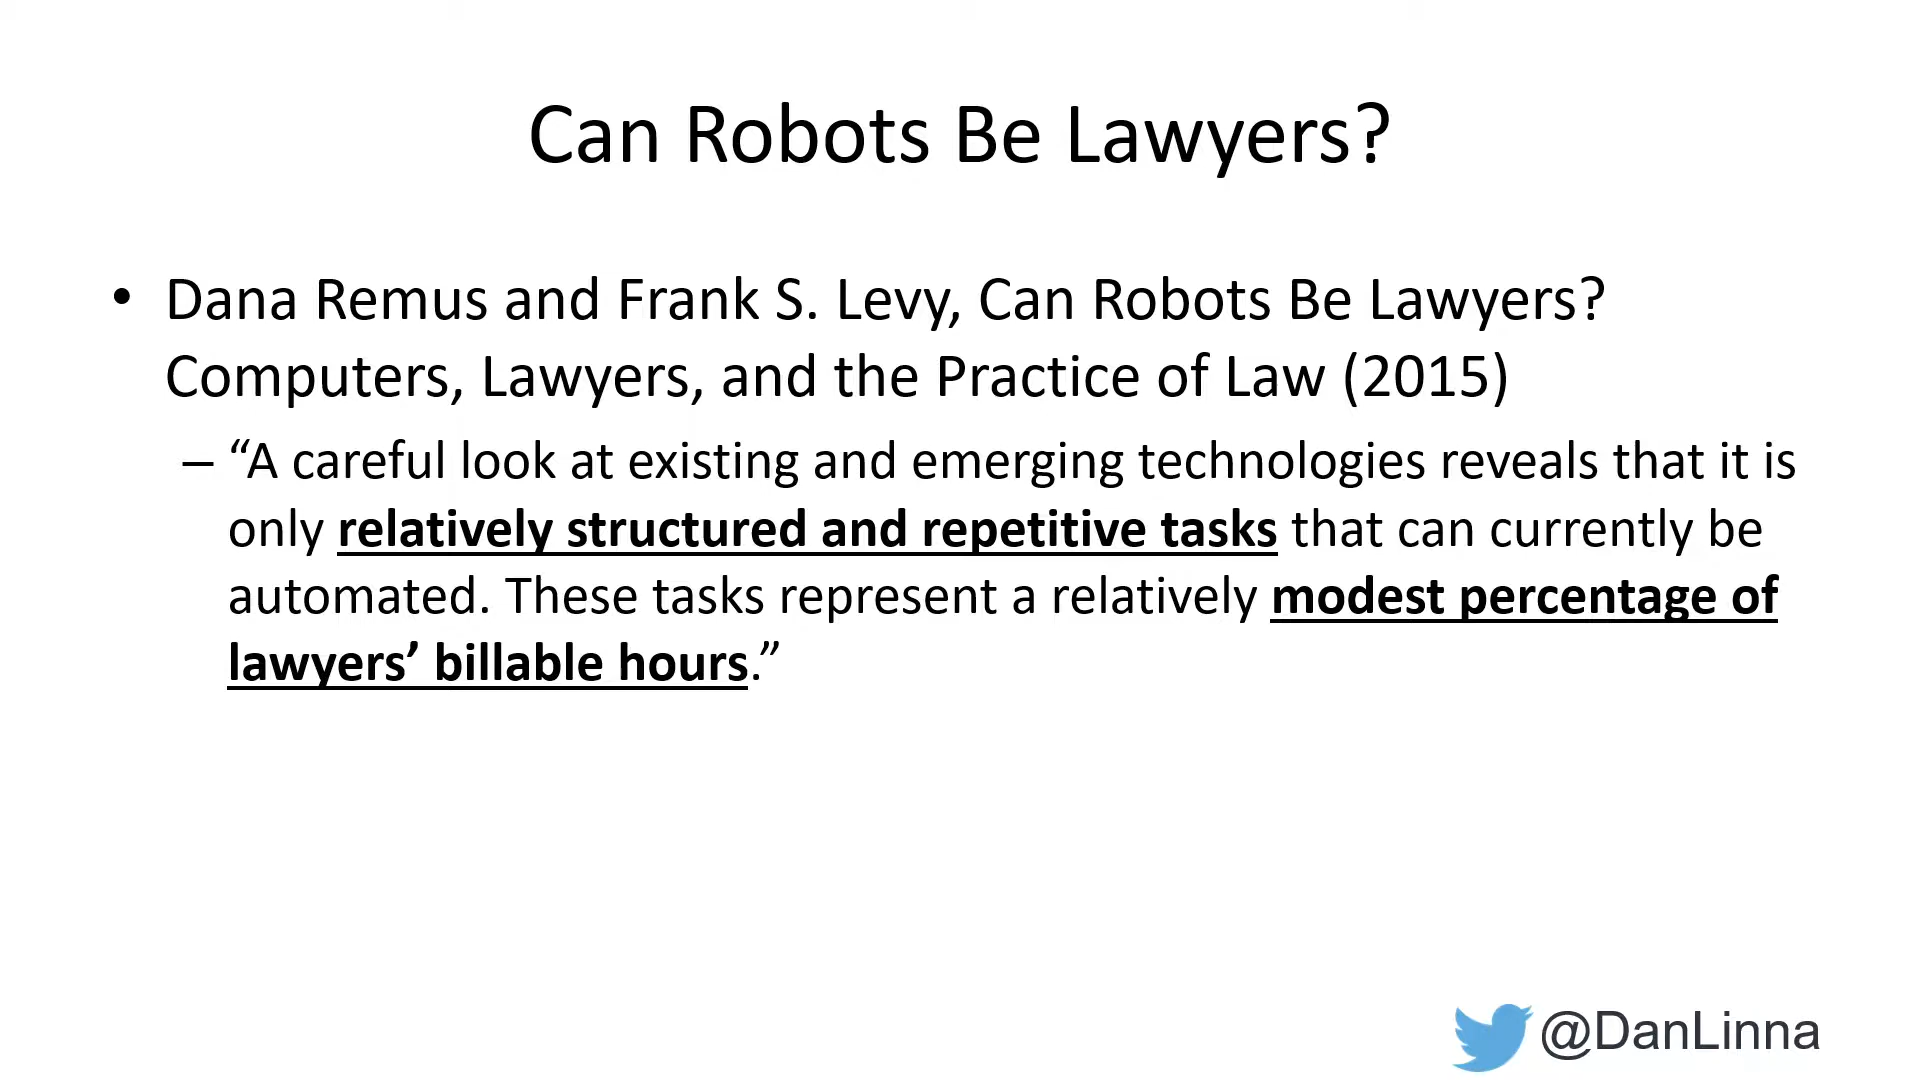 Can Robots Be Lawyers?
• Dana Remus and Frank S. Levy, Can Robots Be Lawyers?
Computers, Lawyers, and the Practice of Law (2015)
– “A careful look at existing and emerging technologies reveals that it is
only relatively structured and repetitive tasks that can currently be
automated. These tasks represent a relatively modest percentage of
lawyers’ billable hours.”
@DanLinna